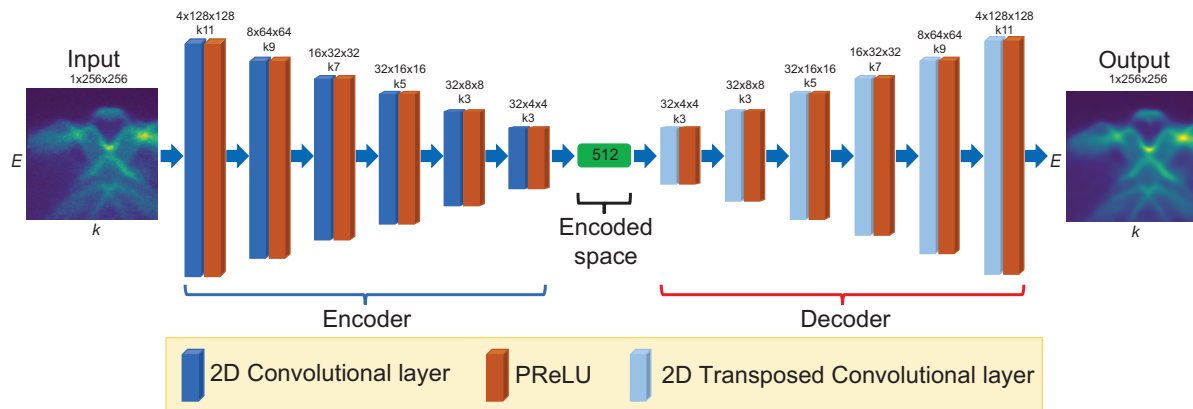 Input
1x256x256
E
k
4x128x128
k11
8x64x64
k9
16x32x32
k7
32x16x16
k5
32x8x8
k3
32x4x4
k3
512
Encoded
space
32x4x4
k3
32x8x8
k3
32x16x16
k5
16x32x32
k7
8x64x64
k9
4x128x128
k11
Output
1x256x256
E
k
Encoder
Decoder
2D Convolutional layer
PReLU
2D Transposed Convolutional layer